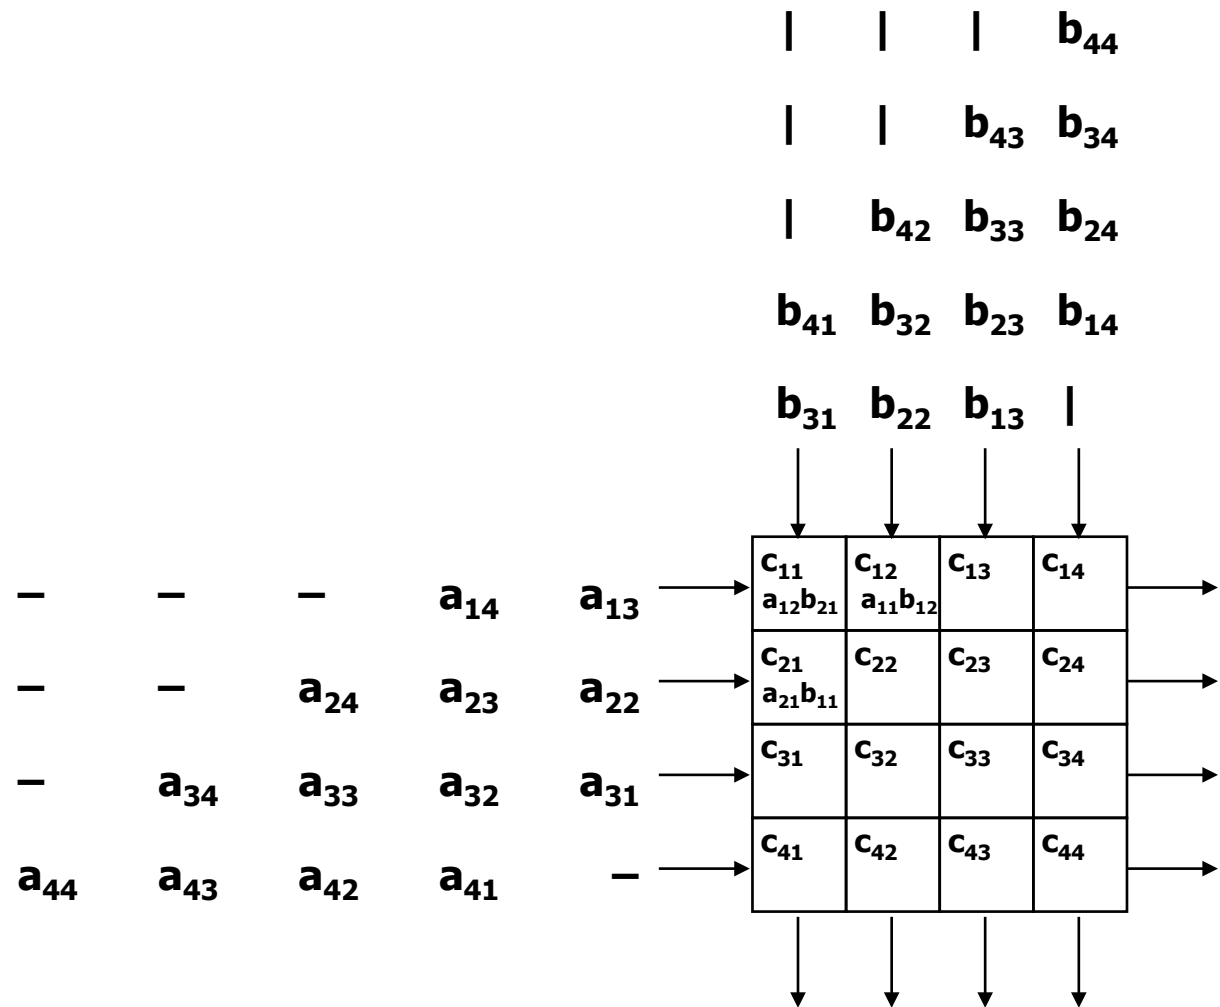 | | | b₄₄
| | b₄₃ b₃₄
| b₄₂ b₃₃ b₂₄
b₄₁ b₃₂ b₂₃ b₁₄
b₃₁ b₂₂ b₁₃ |
– – – a₁₄ a₁₃ c₁₁ c₁₂ c₁₃ c₁₄
a₁₂b₂₁ a₁₁b₁₂
– – a₂₄ a₂₃ a₂₂ c₂₁ c₂₂ c₂₃ c₂₄
a₂₁b₁₁
– a₃₄ a₃₃ a₃₂ a₃₁ c₃₁ c₃₂ c₃₃ c₃₄
a₄₄ a₄₃ a₄₂ a₄₁ – c₄₁ c₄₂ c₄₃ c₄₄